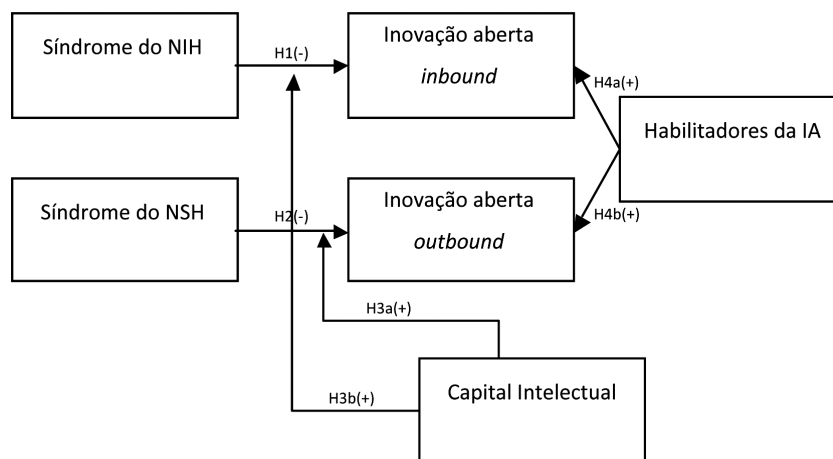 Síndrome do NIH
H1(-)
Inovação aberta
inbound
H4a(+)
Habilitadores da IA
Síndrome do NSH
H2(-)
Inovação aberta
outbound
H4b(+)
H3a(+)
Capital Intelectual
H3b(+)